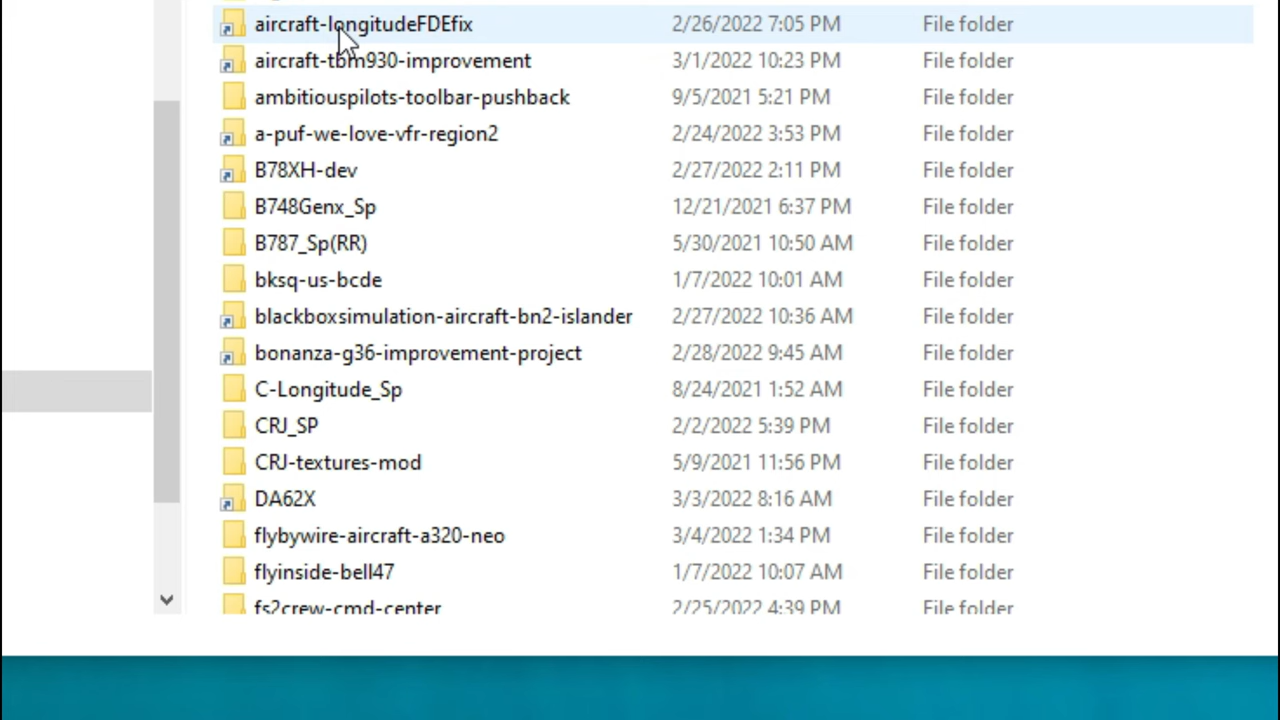 aircraft-longitudeFDEfix 2/26/2022 7:05 PM File folder
aircraft-tbm930-improvement 3/1/2022 10:23 PM File folder
ambitiouspilots-toolbar-pushback 9/5/2021 5:21 PM File folder
a-puf-we-love-vfr-region2 2/24/2022 3:53 PM File folder
B78XH-dev 2/27/2022 2:11 PM File folder
B748Genx_Sp 12/21/2021 6:37 PM File folder
B787_Sp(RR) 5/30/2021 10:50 AM File folder
bksq-us-bcde 1/7/2022 10:01 AM File folder
blackboxsimulation-aircraft-bn2-islander 2/27/2022 10:36 AM File folder
bonanza-g36-improvement-project 2/28/2022 9:45 AM File folder
C-Longitude_Sp 8/24/2021 1:52 AM File folder
CRJ_SP 2/2/2022 5:39 PM File folder
CRJ-textures-mod 5/9/2021 11:56 PM File folder
DA62X 3/3/2022 8:16 AM File folder
flybywire-aircraft-a320-neo 3/4/2022 1:34 PM File folder
flyinside-bell47 1/7/2022 10:07 AM File folder
fs2crew-cmd-center 2/25/2022 4:39 PM File folder